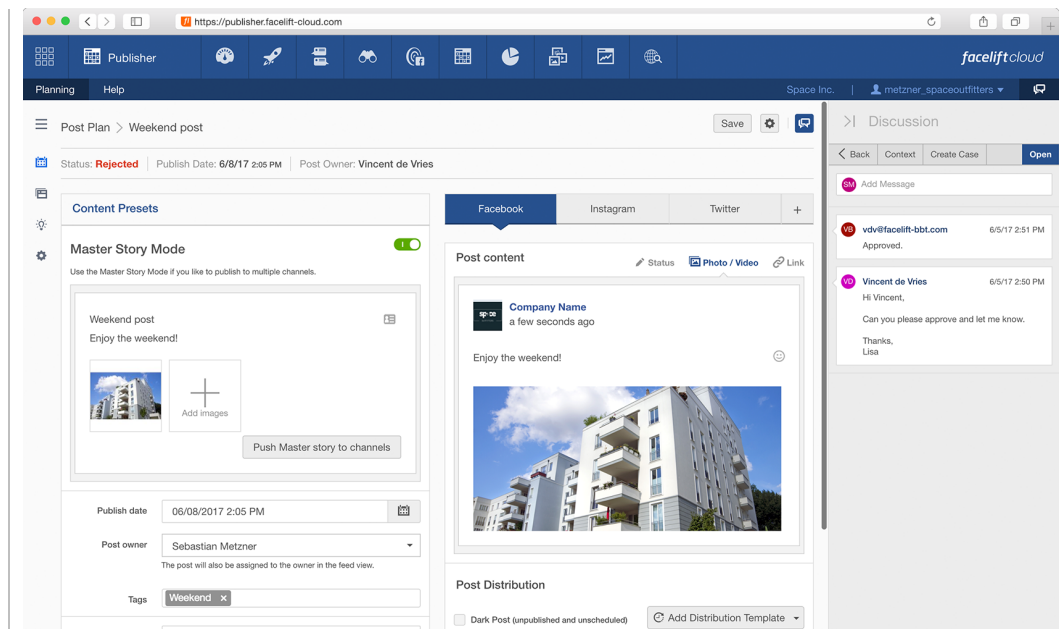 https://publisher.facelift-cloud.com
Publisher
faceliftcloud
Planning
Help
Space Inc.
|
metzner_spaceoutfitters
Post Plan > Weekend post
Save
Status: Rejected
Publish Date: 6/8/17 2:05 PM
Post Owner: Vincent de Vries
Content Presets
Master Story Mode
Use the Master Story Mode if you like to publish to multiple channels.
Weekend post
Enjoy the weekend!
Add images
Push Master story to channels
Publish date
06/08/2017 2:05 PM
Post owner
Sebastian Metzner
The post will also be assigned to the owner in the feed view.
Tags
Weekend ×
Facebook
Instagram
Twitter
+
Post content
Status
Photo / Video
Link
Company Name
a few seconds ago
Enjoy the weekend!
Post Distribution
Dark Post (unpublished and unscheduled)
Add Distribution Template
Discussion
Back
Context
Create Case
Open
SM
Add Message
VB
vdv@facelift-bbt.com
6/5/17 2:51 PM
Approved.
VD
Vincent de Vries
6/5/17 2:50 PM
Hi Vincent,
Can you please approve and let me know.
Thanks,
Lisa